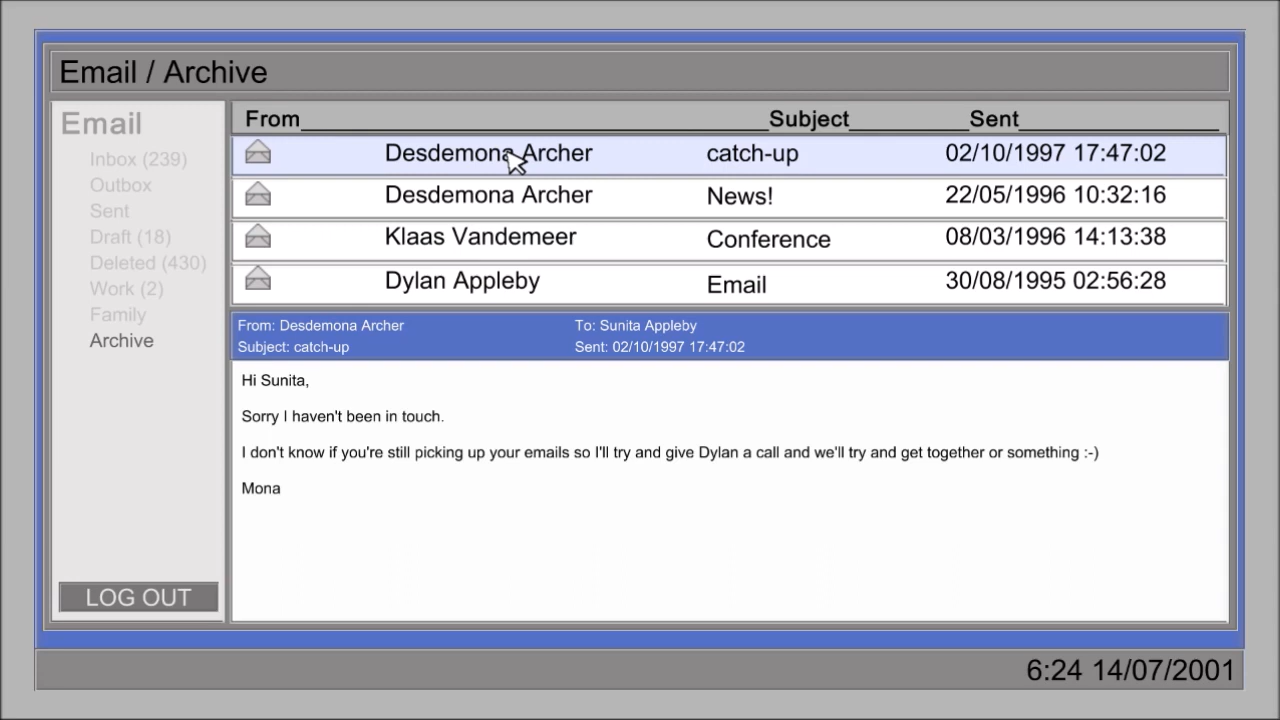 Email / Archive
Email
Inbox (239)
Outbox
Sent
Draft (18)
Deleted (430)
Work (2)
Family
Archive
LOG OUT
From Subject Sent
Desdemona Archer catch-up 02/10/1997 17:47:02
Desdemona Archer News! 22/05/1996 10:32:16
Klaas Vandemeer Conference 08/03/1996 14:13:38
Dylan Appleby Email 30/08/1995 02:56:28
From: Desdemona Archer To: Sunita Appleby
Subject: catch-up Sent: 02/10/1997 17:47:02
Hi Sunita,
Sorry I haven't been in touch.
I don't know if you're still picking up your emails so I'll try and give Dylan a call and we'll try and get together or something :-)
Mona
6:24 14/07/2001